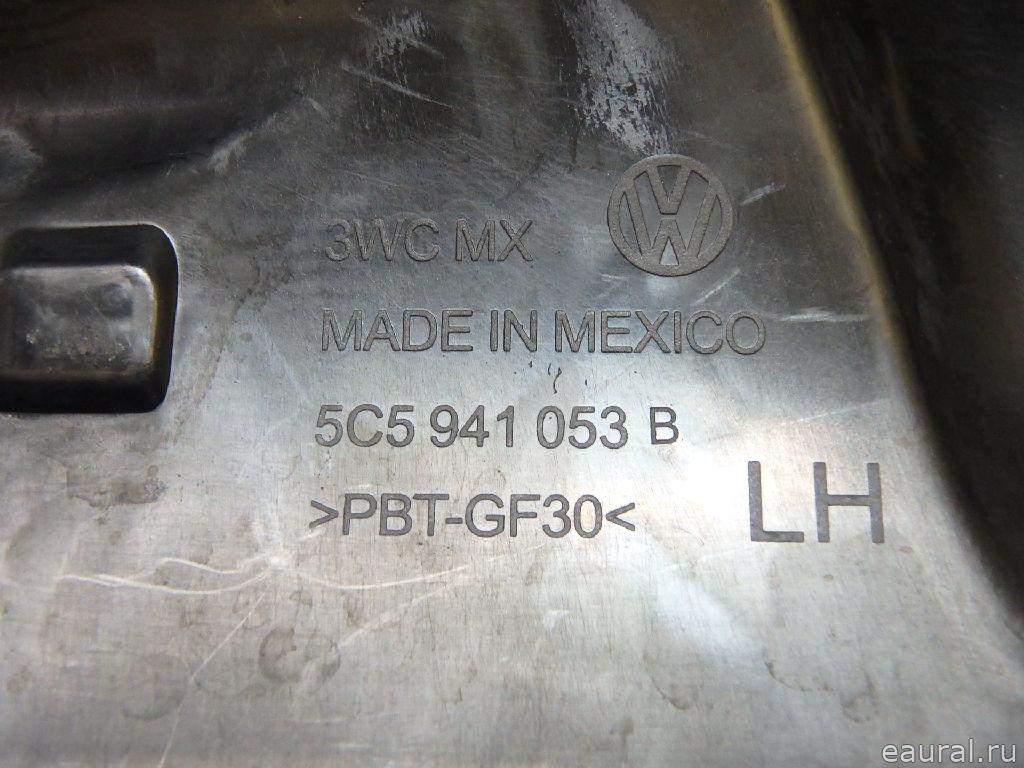 3WC MX
MADE IN MEXICO
5C5 941 053 B
>PBT-GF30<
LH
eaural.ru